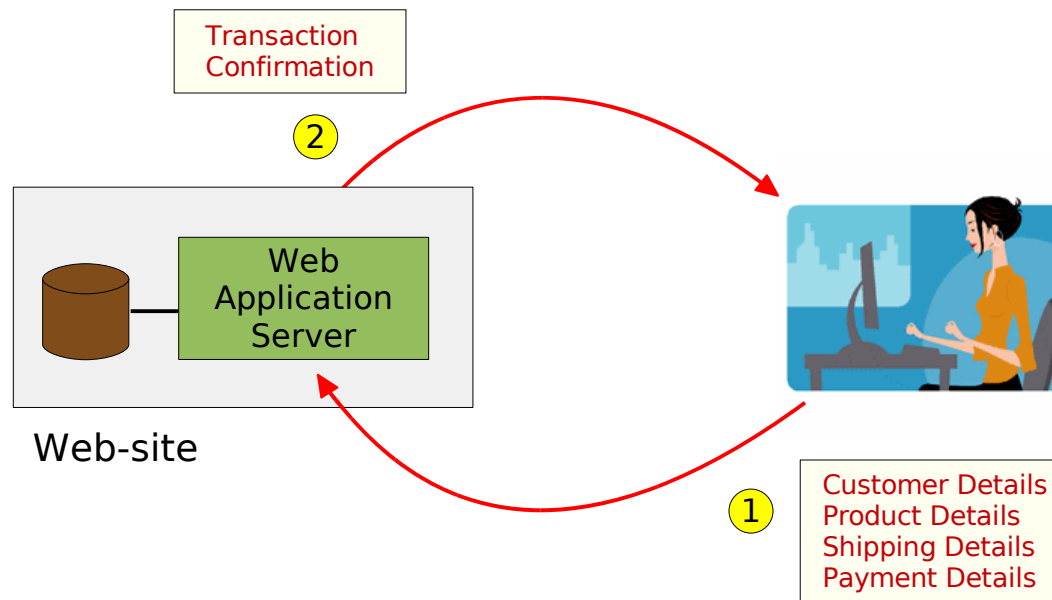 Transaction
Confirmation
2
Web
Application
Server
Web-site
1
Customer Details
Product Details
Shipping Details
Payment Details